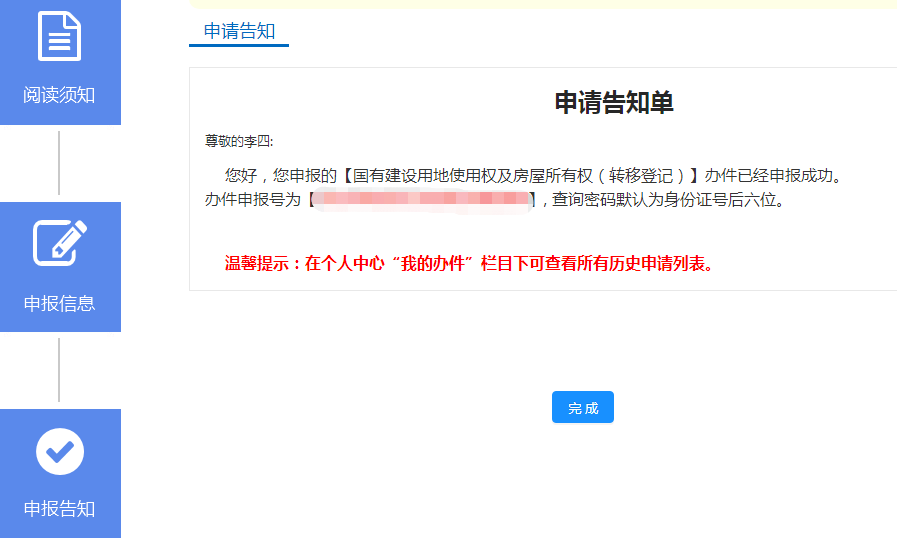 阅读须知
申报信息
申报告知
申请告知
申请告知单
尊敬的李四:
您好，您申报的【国有建设用地使用权及房屋所有权（转移登记）】办件已经申报成功。
办件申报号为【】, 查询密码默认为身份证号后六位。
温馨提示：在个人中心“我的办件”栏目下可查看所有历史申请列表。
完成